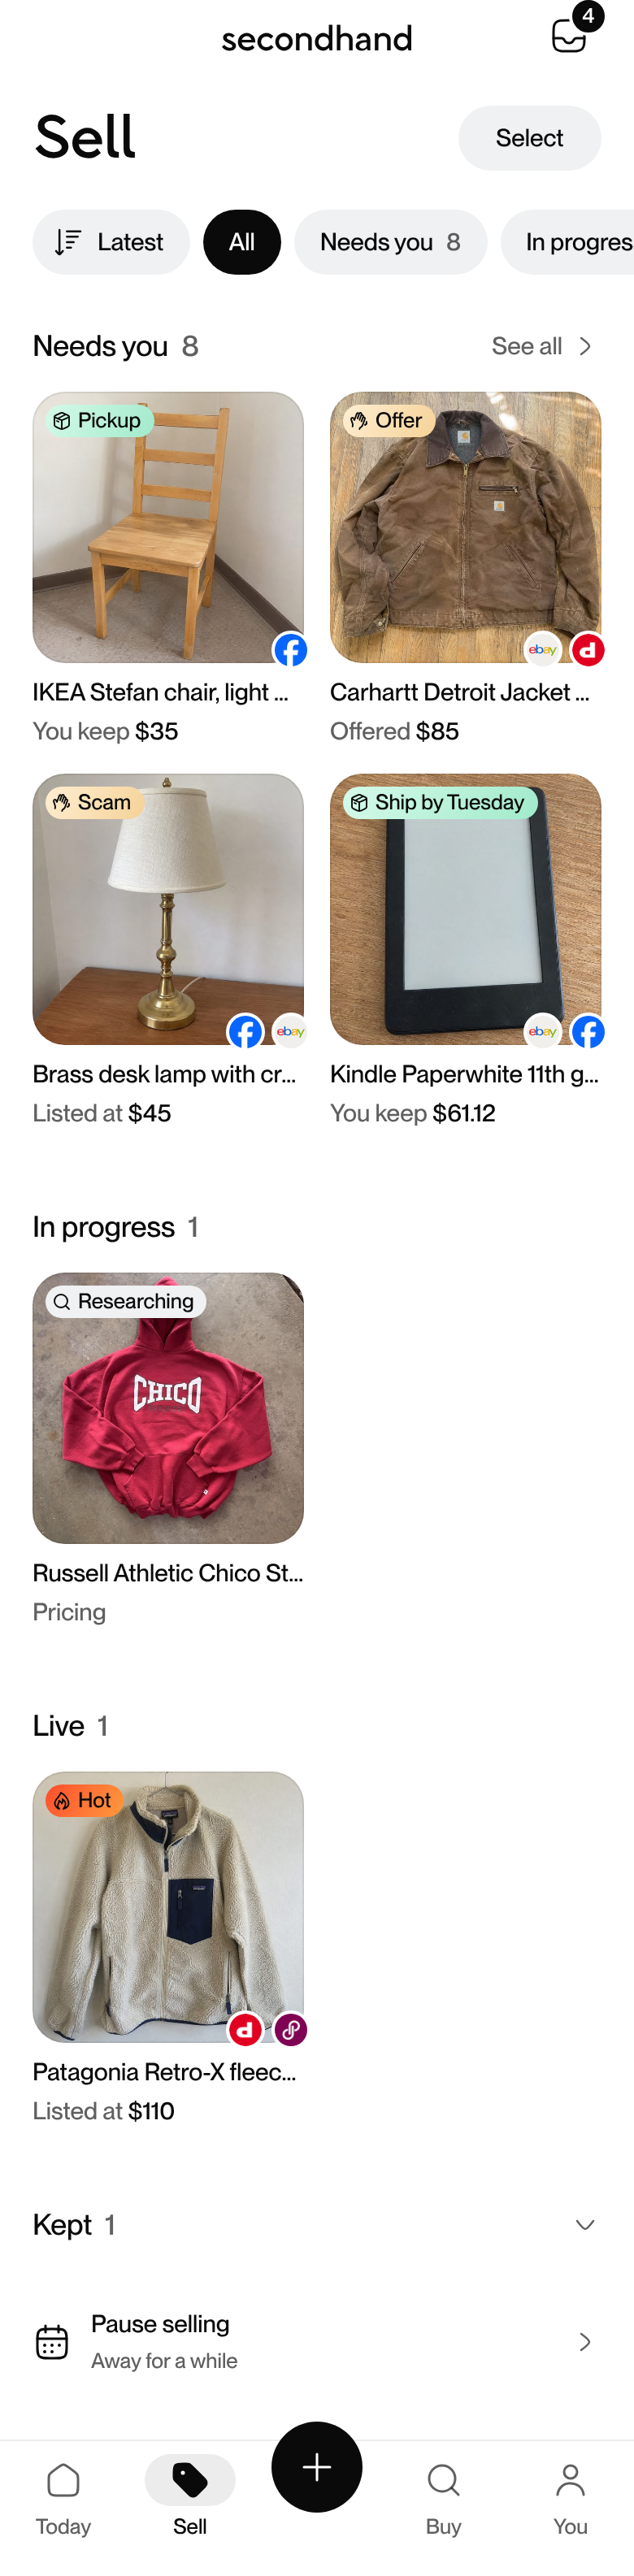 secondhand
4
Sell
Select
Latest
All
Needs you 8
In progres
Needs you 8
See all
Pickup
Offer
ebay
IKEA Stefan chair, light ...
Carhartt Detroit Jacket ...
You keep $35
Offered $85
Scam
Ship by Tuesday
ebay
ebay
Brass desk lamp with cr...
Kindle Paperwhite 11th g...
Listed at $45
You keep $61.12
In progress 1
Researching
CHICO
Russell Athletic Chico St...
Pricing
Live 1
Hot
Patagonia Retro-X fleec...
Listed at $110
Kept 1
Pause selling
Away for a while
Today
Sell
Buy
You